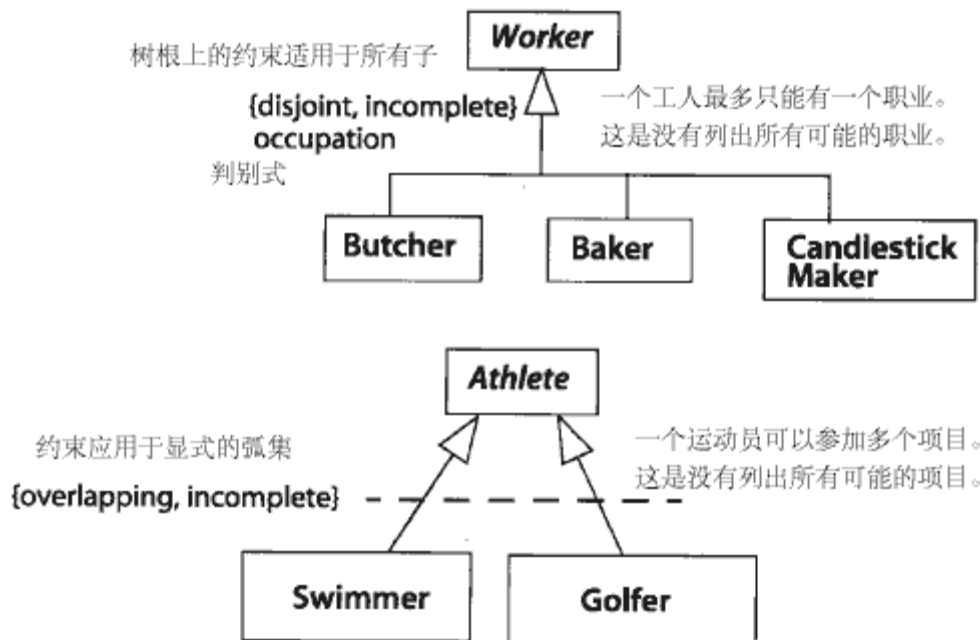 Worker
树根上的约束适用于所有子
{disjoint, incomplete}
occupation
判别式
一个工人最多只能有一个职业。
这是没有列出所有可能的职业。
Butcher
Baker
Candlestick
Maker
Athlete
约束应用于显式的弧集
{overlapping, incomplete}
一个运动员可以参加多个项目。
这是没有列出所有可能的项目。
Swimmer
Golfer